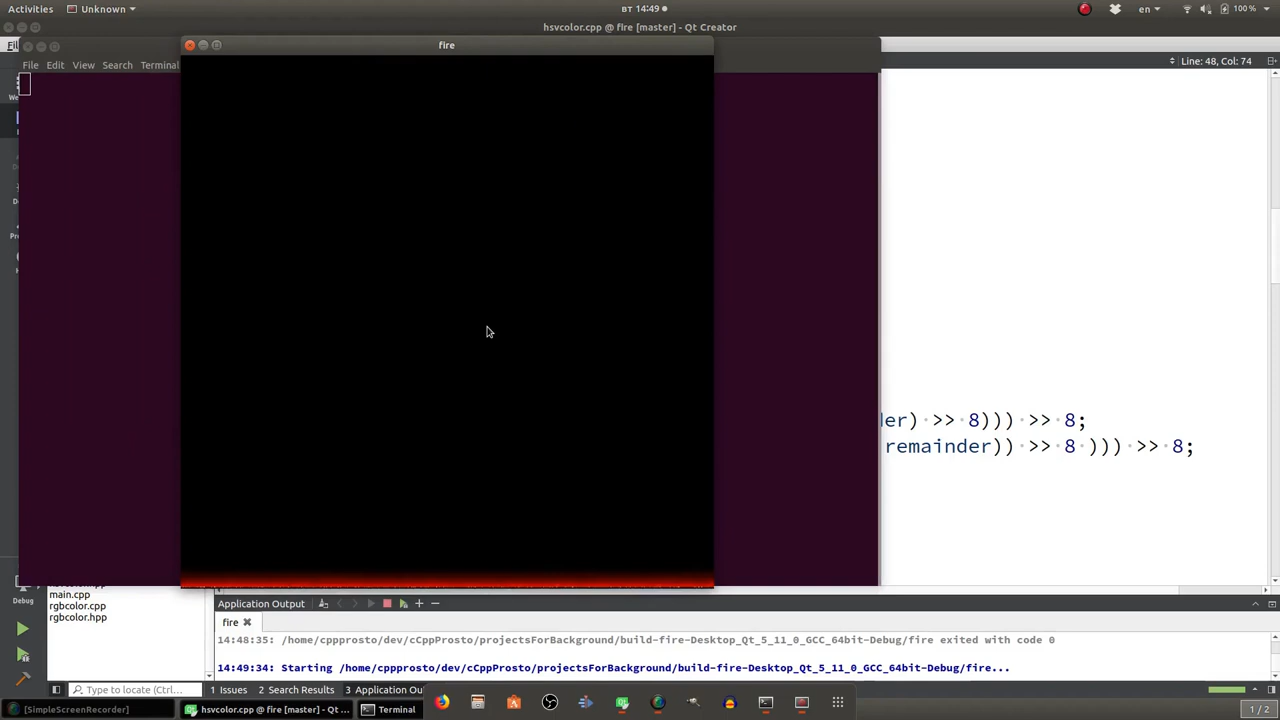 Activities
Unknown
вт 14:49
en
100 %
hsvcolor.cpp @ fire [master] - Qt Creator
fire
File Edit View Search Terminal
Line: 48, Col: 74
) >> 8))) >> 8;
remainder)) >> 8 ))) >> 8;
main.cpp
rgbcolor.cpp
rgbcolor.hpp
Debug
Application Output
fire
14:48:35: /home/cppprosto/dev/cCppProsto/projectsForBackground/build-fire-Desktop_Qt_5_11_0_GCC_64bit-Debug/fire exited with code 0
14:49:34: Starting /home/cppprosto/dev/cCppProsto/projectsForBackground/build-fire-Desktop_Qt_5_11_0_GCC_64bit-Debug/fire...
Type to locate (Ctrl+...
1 Issues
2 Search Results
3 Application Ou
[SimpleScreenRecorder]
hsvcolor.cpp @ fire [master] - Qt ...
Terminal
1 / 2